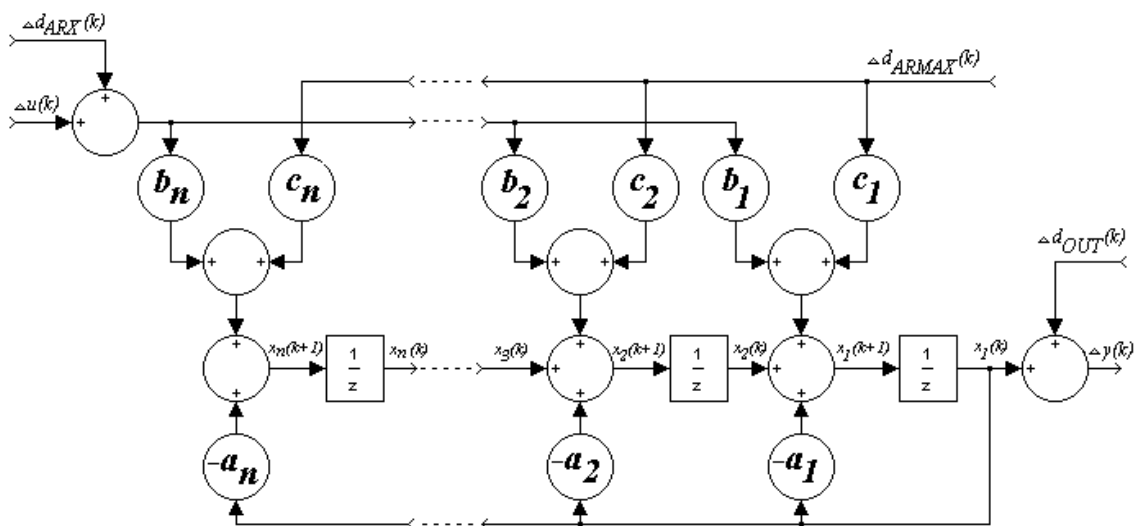 △d_ARX(k)
△d_ARMAX(k)
△u(k)
+
+
b_n
c_n
b_2
c_2
b_1
c_1
+ +
+ +
+ +
△d_OUT(k)
+
+
+
+
x_n(k+1)
1/z
x_n(k)
x_3(k)
+
x_2(k+1)
1/z
x_2(k)
+
x_1(k+1)
1/z
x_1(k)
+
△y(k)
+
+
+
-a_n
-a_2
-a_1